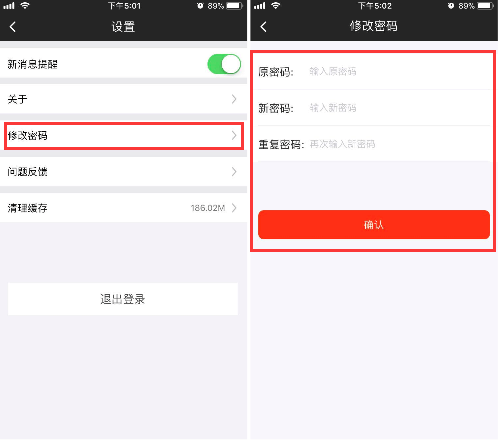 下午5:01
89%
设置
新消息提醒
关于
修改密码
问题反馈
清理缓存 186.02M
退出登录
下午5:02
89%
修改密码
原密码: 输入原密码
新密码: 输入新密码
重复密码: 再次输入新密码
确认